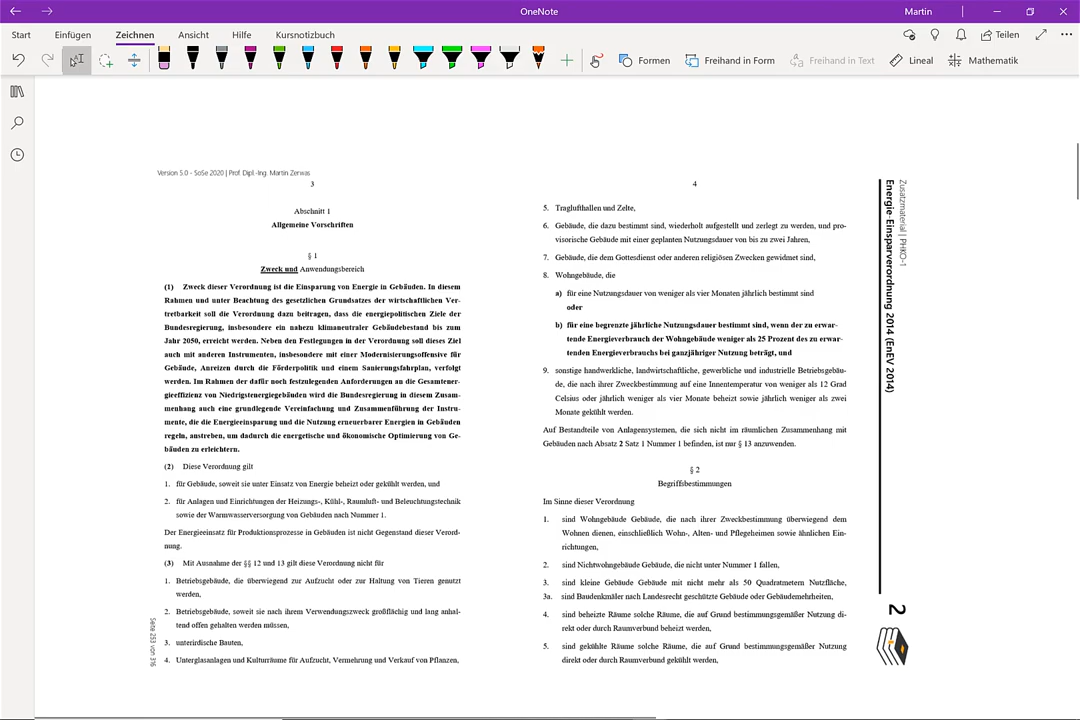 OneNote
Martin
Start Einfügen Zeichnen Ansicht Hilfe Kursnotizbuch
Teilen
Formen Freihand in Form Freihand in Text Lineal Mathematik
Version 5.0 - SoSe 2020 | Prof. Dipl.-Ing. Martin Zerwas
3
Abschnitt 1
Allgemeine Vorschriften
§ 1
Zweck und Anwendungsbereich
(1) Zweck dieser Verordnung ist die Einsparung von Energie in Gebäuden. In diesem
Rahmen und unter Beachtung des gesetzlichen Grundsatzes der wirtschaftlichen Ver-
tretbarkeit soll die Verordnung dazu beitragen, dass die energiepolitischen Ziele der
Bundesregierung, insbesondere ein nahezu klimaneutraler Gebäudebestand bis zum
Jahr 2050, erreicht werden. Neben den Festlegungen in der Verordnung soll dieses Ziel
auch mit anderen Instrumenten, insbesondere mit einer Modernisierungsoffensive für
Gebäude, Anreizen durch die Förderpolitik und einem Sanierungsfahrplan, verfolgt
werden. Im Rahmen der dafür noch festzulegenden Anforderungen an die Gesamtener-
gieeffizienz von Niedrigstenergiegebäuden wird die Bundesregierung in diesem Zusam-
menhang auch eine grundlegende Vereinfachung und Zusammenführung der Instru-
mente, die die Energieeinsparung und die Nutzung erneuerbarer Energien in Gebäuden
regeln, anstreben, um dadurch die energetische und ökonomische Optimierung von Ge-
bäuden zu erleichtern.
(2) Diese Verordnung gilt
1. für Gebäude, soweit sie unter Einsatz von Energie beheizt oder gekühlt werden, und
2. für Anlagen und Einrichtungen der Heizungs-, Kühl-, Raumluft- und Beleuchtungstechnik
sowie der Warmwasserversorgung von Gebäuden nach Nummer 1.
Der Energieeinsatz für Produktionsprozesse in Gebäuden ist nicht Gegenstand dieser Verord-
nung.
(3) Mit Ausnahme der §§ 12 und 13 gilt diese Verordnung nicht für
1. Betriebsgebäude, die überwiegend zur Aufzucht oder zur Haltung von Tieren genutzt
werden,
2. Betriebsgebäude, soweit sie nach ihrem Verwendungszweck großflächig und lang anhal-
tend offen gehalten werden müssen,
3. unterirdische Bauten,
4. Unterglasanlagen und Kulturräume für Aufzucht, Vermehrung und Verkauf von Pflanzen,
Seite 253 von 316
4
5. Traglufthallen und Zelte,
6. Gebäude, die dazu bestimmt sind, wiederholt aufgestellt und zerlegt zu werden, und pro-
visorische Gebäude mit einer geplanten Nutzungsdauer von bis zu zwei Jahren,
7. Gebäude, die dem Gottesdienst oder anderen religiösen Zwecken gewidmet sind,
8. Wohngebäude, die
a) für eine Nutzungsdauer von weniger als vier Monaten jährlich bestimmt sind
oder
b) für eine begrenzte jährliche Nutzungsdauer bestimmt sind, wenn der zu erwar-
tende Energieverbrauch der Wohngebäude weniger als 25 Prozent des zu erwar-
tenden Energieverbrauchs bei ganzjähriger Nutzung beträgt, und
9. sonstige handwerkliche, landwirtschaftliche, gewerbliche und industrielle Betriebsgebäu-
de, die nach ihrer Zweckbestimmung auf eine Innentemperatur von weniger als 12 Grad
Celsius oder jährlich weniger als vier Monate beheizt sowie jährlich weniger als zwei
Monate gekühlt werden.
Auf Bestandteile von Anlagensystemen, die sich nicht im räumlichen Zusammenhang mit
Gebäuden nach Absatz 2 Satz 1 Nummer 1 befinden, ist nur § 13 anzuwenden.
§ 2
Begriffsbestimmungen
Im Sinne dieser Verordnung
1. sind Wohngebäude Gebäude, die nach ihrer Zweckbestimmung überwiegend dem
Wohnen dienen, einschließlich Wohn-, Alten- und Pflegeheimen sowie ähnlichen Ein-
richtungen,
2. sind Nichtwohngebäude Gebäude, die nicht unter Nummer 1 fallen,
3. sind kleine Gebäude Gebäude mit nicht mehr als 50 Quadratmetern Nutzfläche,
3a. sind Baudenkmäler nach Landesrecht geschützte Gebäude oder Gebäudemehrheiten,
4. sind beheizte Räume solche Räume, die auf Grund bestimmungsgemäßer Nutzung di-
rekt oder durch Raumverbund beheizt werden,
5. sind gekühlte Räume solche Räume, die auf Grund bestimmungsgemäßer Nutzung
direkt oder durch Raumverbund gekühlt werden,
Zusatzmaterial | PHKO-1
Energie-Einsparverordnung 2014 (EnEV 2014)
2